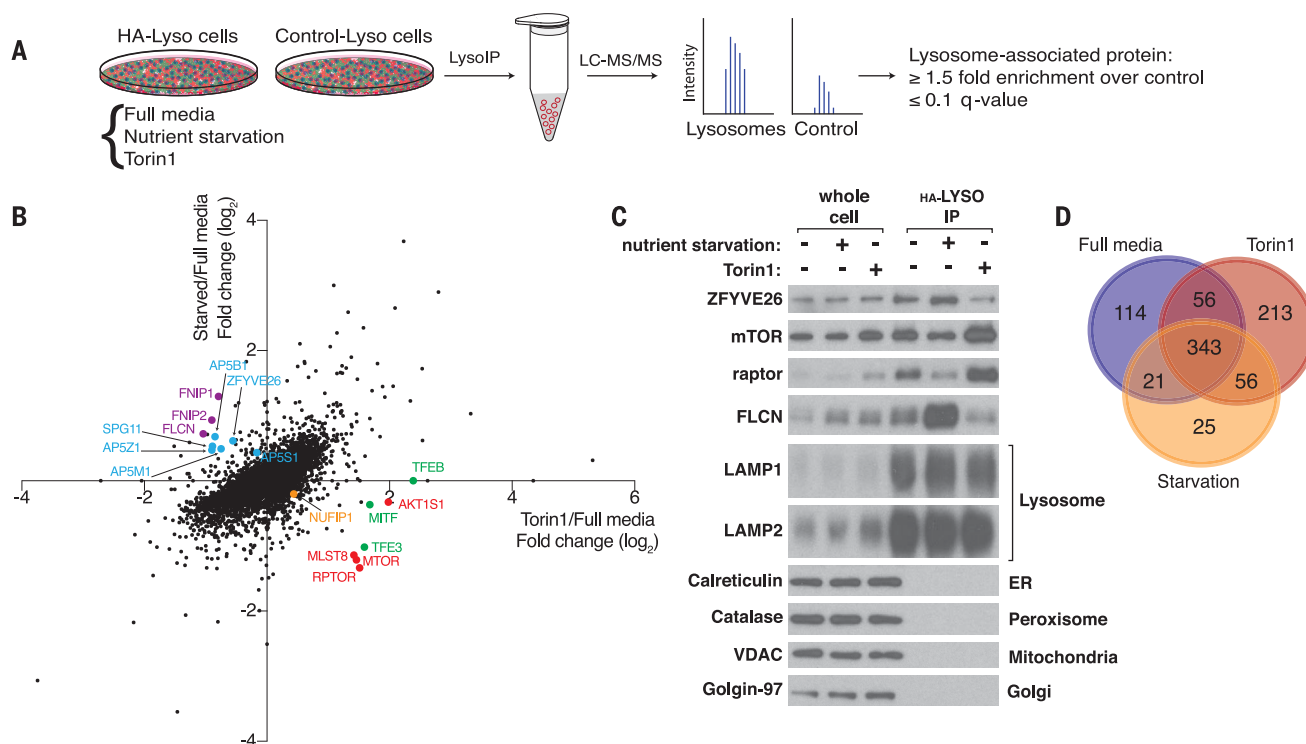 A
HA-Lyso cells
Control-Lyso cells
{Full media
Nutrient starvation
Torin1
LysoIP
LC-MS/MS
Intensity
Lysosomes
Control
Lysosome-associated protein:
≥ 1.5 fold enrichment over control
≤ 0.1 q-value
B
Starved/Full media
Fold change (log2)
4
2
-2
-4
-4
-2
2
4
6
Torin1/Full media
Fold change (log2)
AP5B1
ZFYVE26
FNIP1
FNIP2
FLCN
SPG11
AP5Z1
AP5M1
AP5S1
NUFIP1
TFEB
AKT1S1
MITF
TFE3
MLST8
MTOR
RPTOR
C
whole cell
HA-LYSO IP
nutrient starvation: - + - - + -
Torin1: - - + - - +
ZFYVE26
mTOR
raptor
FLCN
LAMP1
LAMP2
Lysosome
Calreticulin ER
Catalase Peroxisome
VDAC Mitochondria
Golgin-97 Golgi
D
Full media
Torin1
114
56
213
343
21
56
25
Starvation